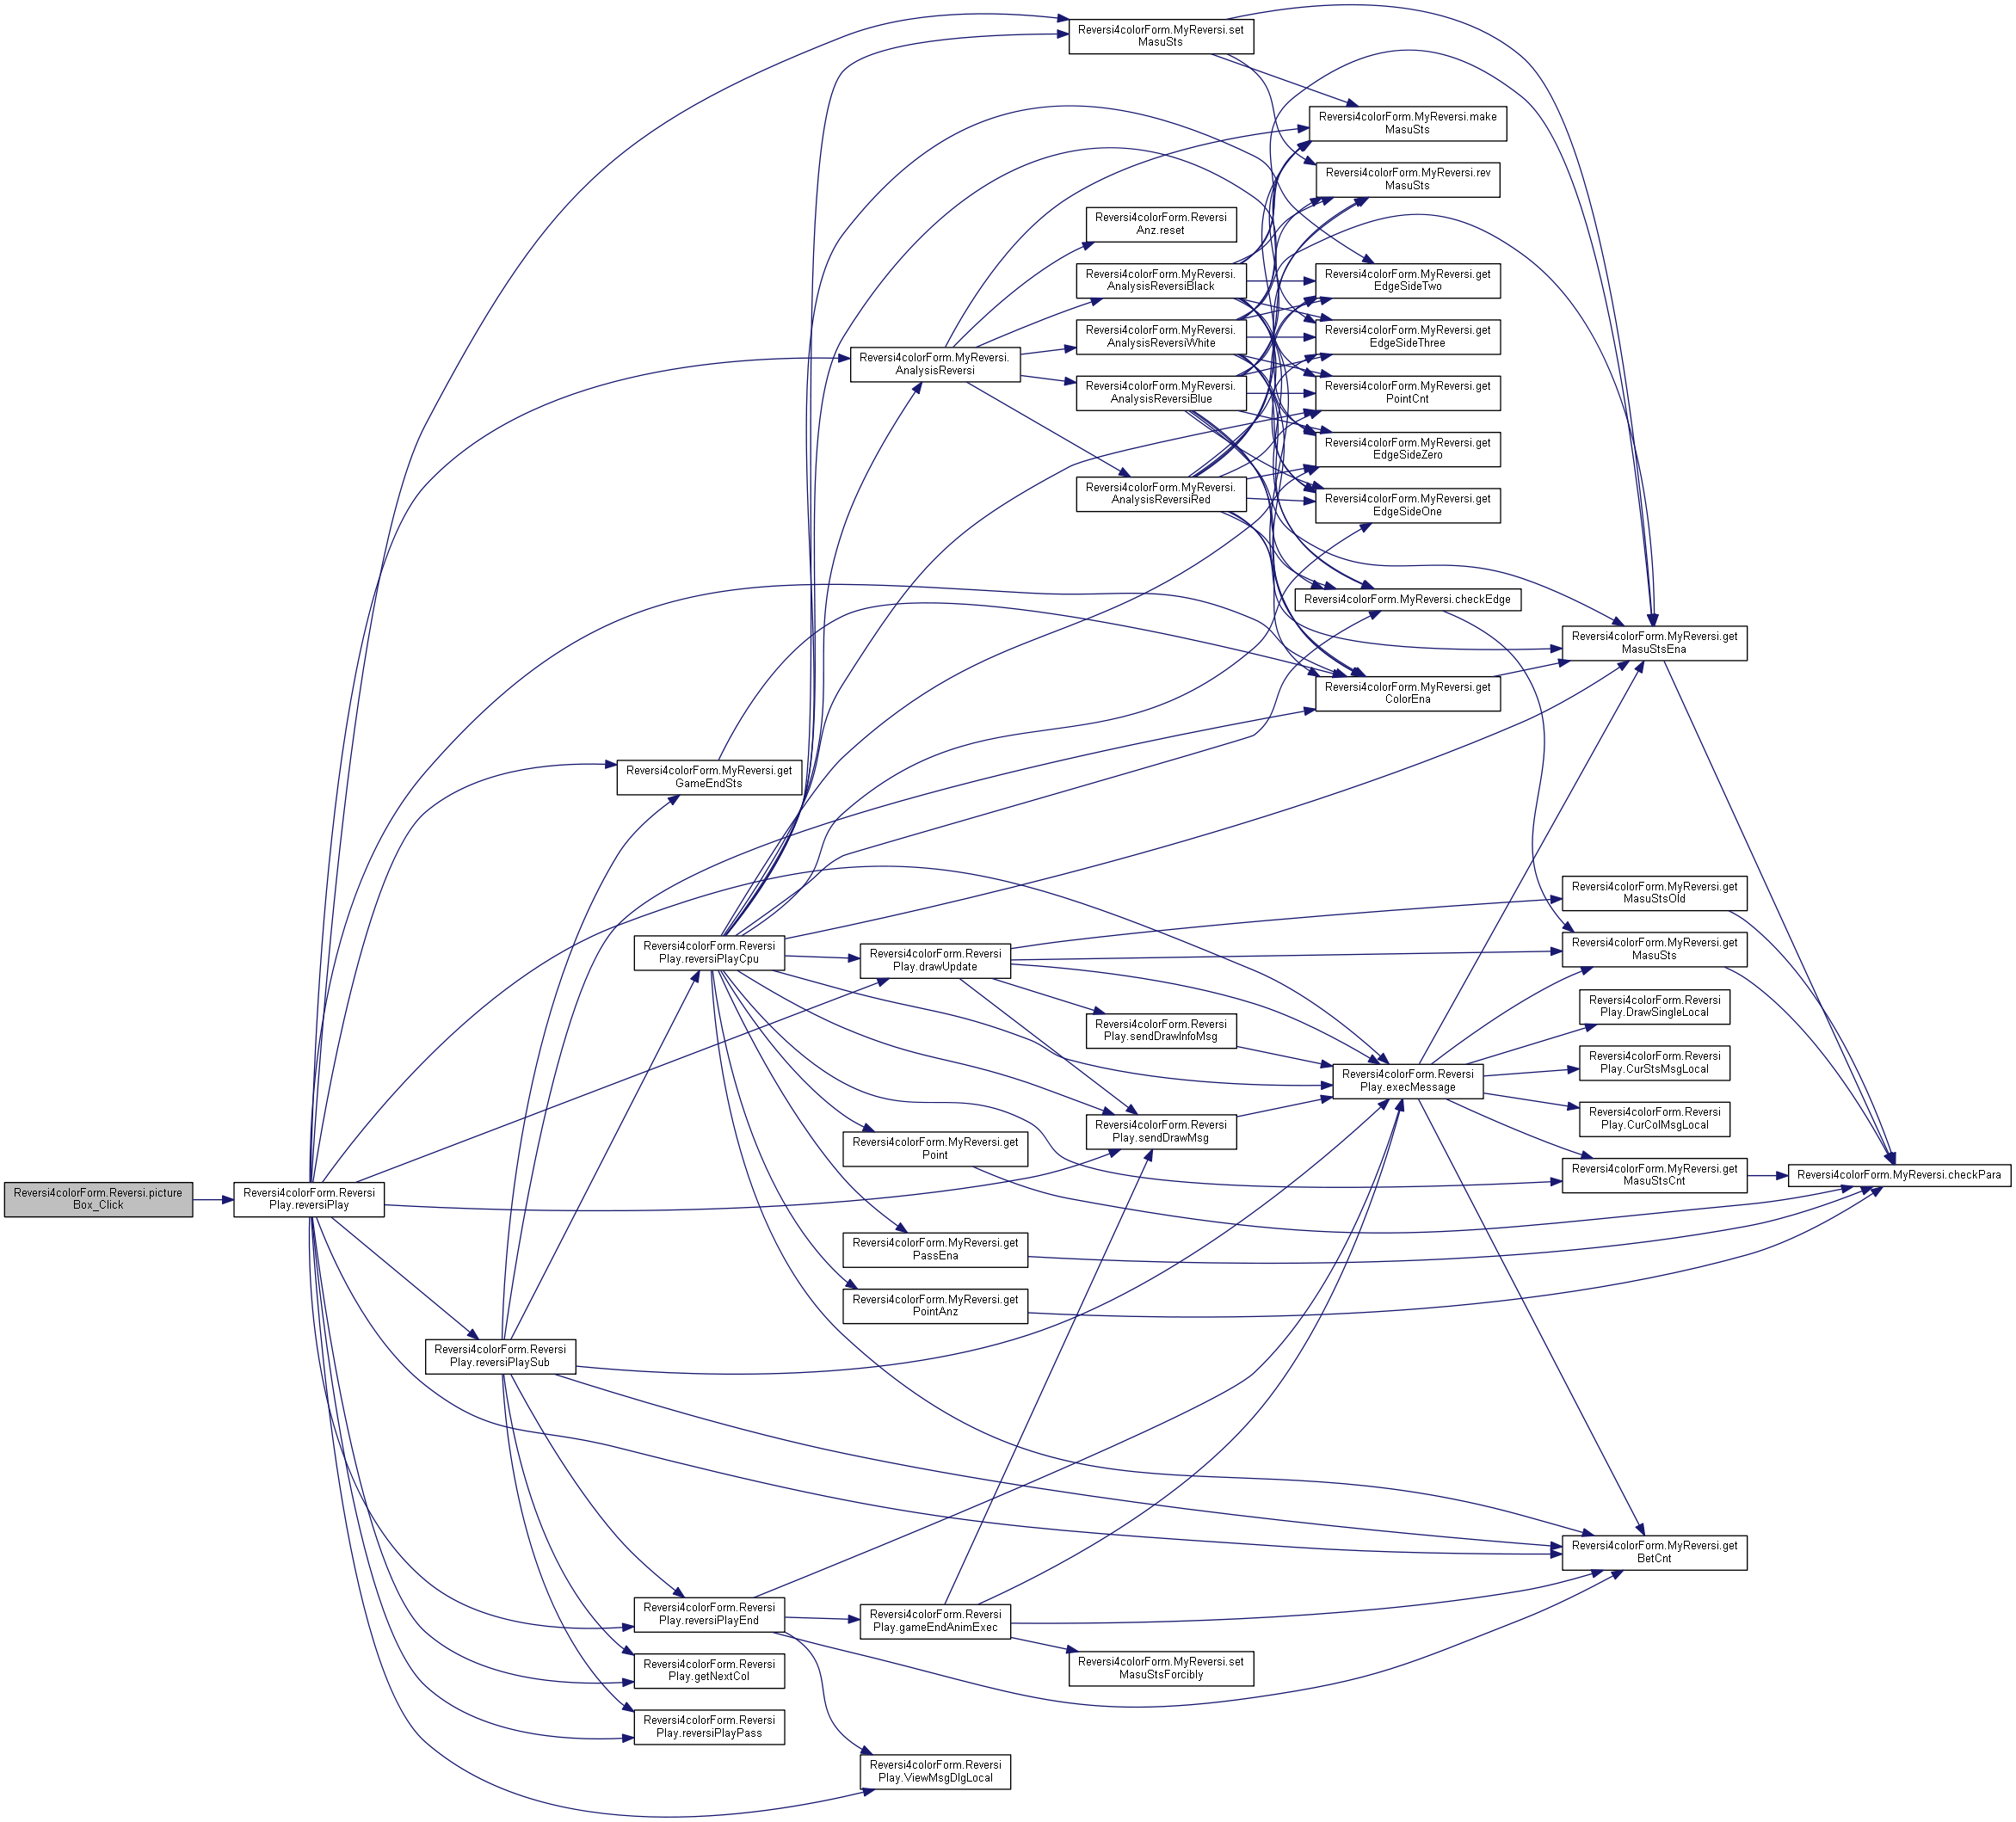 Reversi4colorForm.Reversi.picture
Box_Click
Reversi4colorForm.Reversi
Play.reversiPlay
Reversi4colorForm.MyReversi.get
GameEndSts
Reversi4colorForm.Reversi
Play.reversiPlayCpu
Reversi4colorForm.Reversi
Play.reversiPlaySub
Reversi4colorForm.Reversi
Play.reversiPlayEnd
Reversi4colorForm.Reversi
Play.getNextCol
Reversi4colorForm.Reversi
Play.reversiPlayPass
Reversi4colorForm.MyReversi.
AnalysisReversi
Reversi4colorForm.Reversi
Play.drawUpdate
Reversi4colorForm.MyReversi.get
Point
Reversi4colorForm.MyReversi.get
PassEna
Reversi4colorForm.MyReversi.get
PointAnz
Reversi4colorForm.Reversi
Play.gameEndAnimExec
Reversi4colorForm.Reversi
Play.ViewMsgDlgLocal
Reversi4colorForm.MyReversi.set
MasuSts
Reversi4colorForm.Reversi
Anz.reset
Reversi4colorForm.MyReversi.
AnalysisReversiBlack
Reversi4colorForm.MyReversi.
AnalysisReversiWhite
Reversi4colorForm.MyReversi.
AnalysisReversiBlue
Reversi4colorForm.MyReversi.
AnalysisReversiRed
Reversi4colorForm.Reversi
Play.sendDrawInfoMsg
Reversi4colorForm.Reversi
Play.sendDrawMsg
Reversi4colorForm.MyReversi.set
MasuStsForcibly
Reversi4colorForm.MyReversi.make
MasuSts
Reversi4colorForm.MyReversi.rev
MasuSts
Reversi4colorForm.MyReversi.get
EdgeSideTwo
Reversi4colorForm.MyReversi.get
EdgeSideThree
Reversi4colorForm.MyReversi.get
PointCnt
Reversi4colorForm.MyReversi.get
EdgeSideZero
Reversi4colorForm.MyReversi.get
EdgeSideOne
Reversi4colorForm.MyReversi.checkEdge
Reversi4colorForm.MyReversi.get
ColorEna
Reversi4colorForm.Reversi
Play.execMessage
Reversi4colorForm.MyReversi.get
MasuStsEna
Reversi4colorForm.MyReversi.get
MasuStsOld
Reversi4colorForm.MyReversi.get
MasuSts
Reversi4colorForm.Reversi
Play.DrawSingleLocal
Reversi4colorForm.Reversi
Play.CurStsMsgLocal
Reversi4colorForm.Reversi
Play.CurColMsgLocal
Reversi4colorForm.MyReversi.get
MasuStsCnt
Reversi4colorForm.MyReversi.get
BetCnt
Reversi4colorForm.MyReversi.checkPara